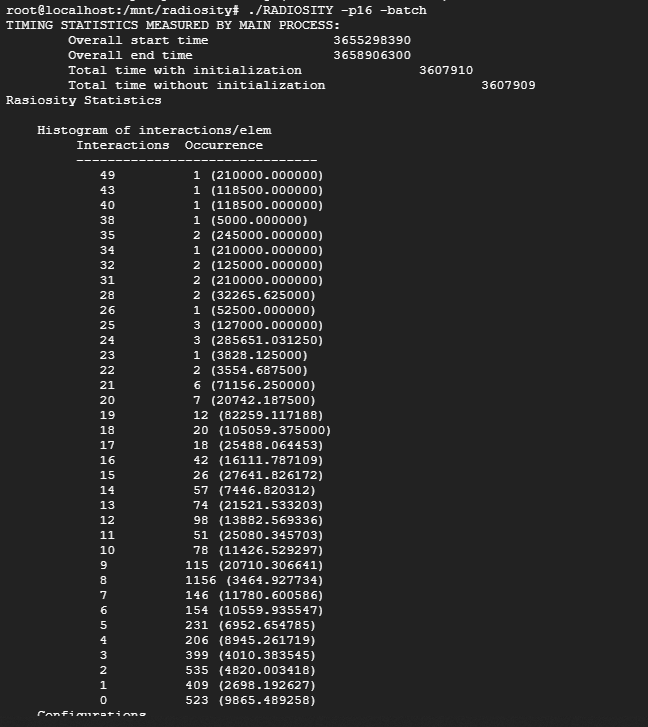 root@localhost:/mnt/radiosity# ./RADIOSITY -p16 -batch
TIMING STATISTICS MEASURED BY MAIN PROCESS:
Overall start time 3655298390
Overall end time 3658906300
Total time with initialization 3607910
Total time without initialization 3607909
Rasiosity Statistics
Histogram of interactions/elem
Interactions Occurrence
-------------------------------
49 1 (210000.000000)
43 1 (118500.000000)
40 1 (118500.000000)
38 1 (5000.000000)
35 2 (245000.000000)
34 1 (210000.000000)
32 2 (125000.000000)
31 2 (210000.000000)
28 2 (32265.625000)
26 1 (52500.000000)
25 3 (127000.000000)
24 3 (285651.031250)
23 1 (3828.125000)
22 2 (3554.687500)
21 6 (71156.250000)
20 7 (20742.187500)
19 12 (82259.117188)
18 20 (105059.375000)
17 18 (25488.064453)
16 42 (16111.787109)
15 26 (27641.826172)
14 57 (7446.820312)
13 74 (21521.533203)
12 98 (13882.569336)
11 51 (25080.345703)
10 78 (11426.529297)
9 115 (20710.306641)
8 1156 (3464.927734)
7 146 (11780.600586)
6 154 (10559.935547)
5 231 (6952.654785)
4 206 (8945.261719)
3 399 (4010.383545)
2 535 (4820.003418)
1 409 (2698.192627)
0 523 (9865.489258)
Configurations